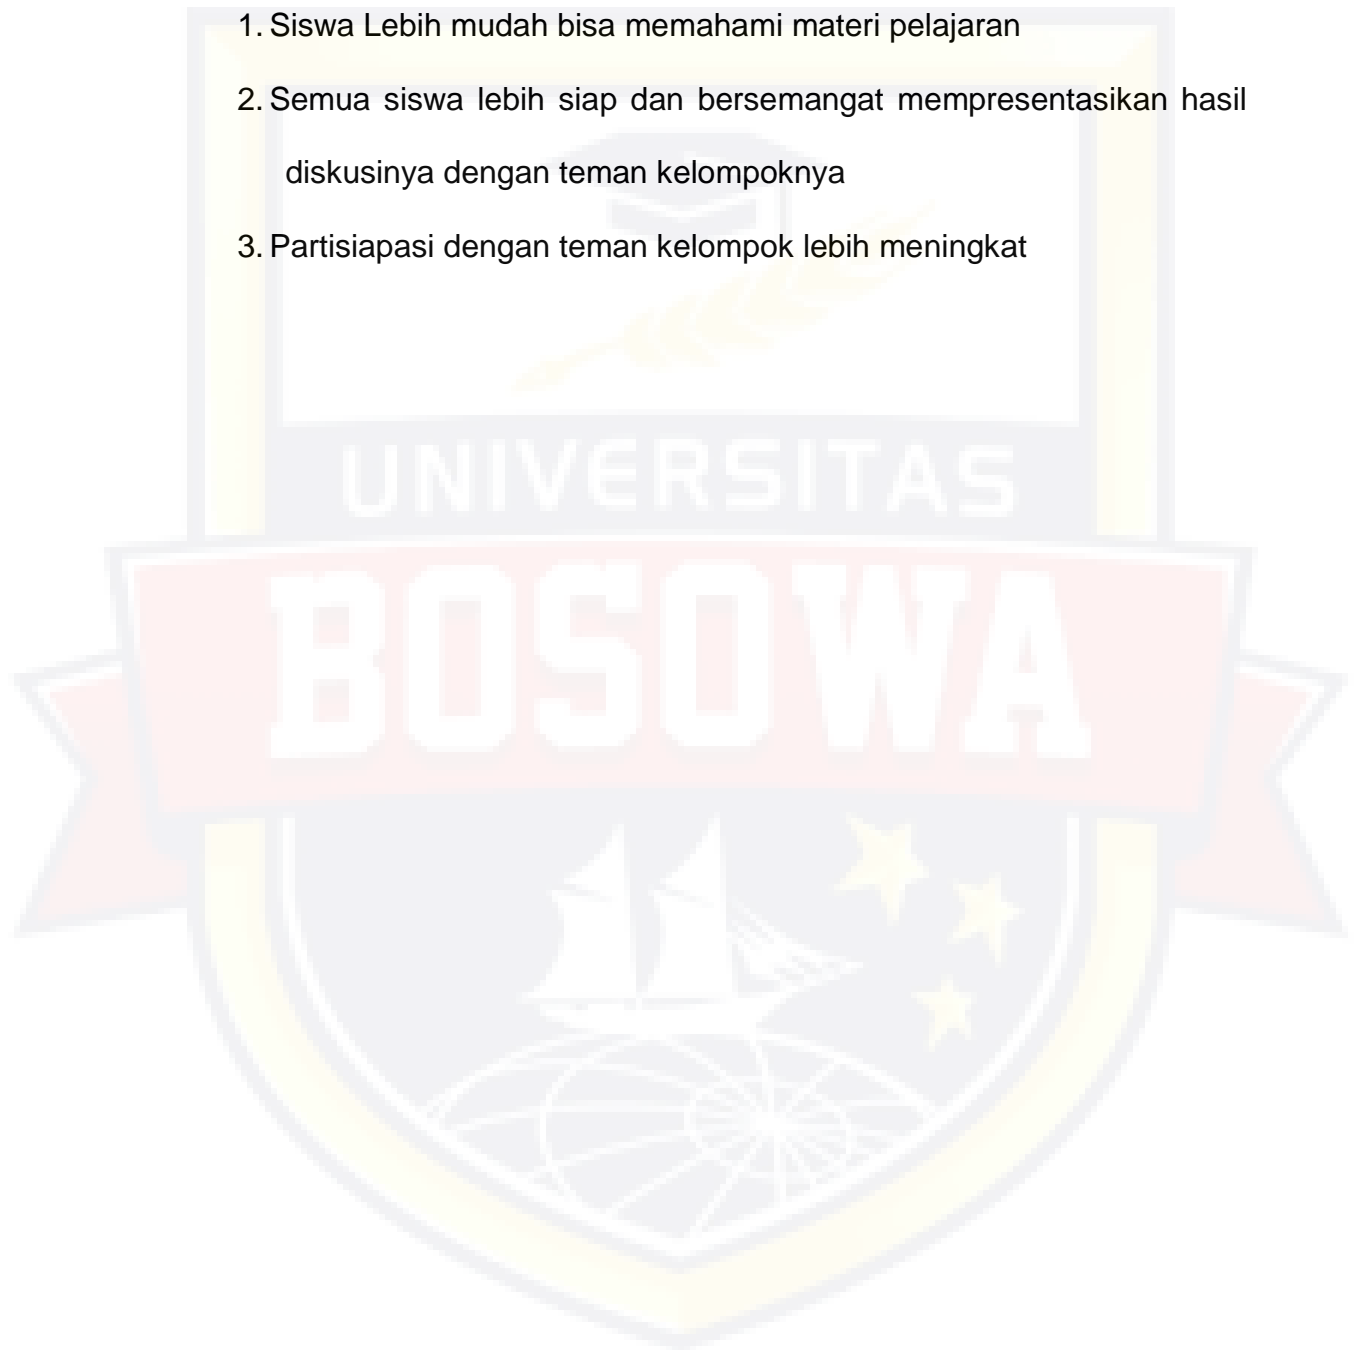 1. Siswa Lebih mudah bisa memahami materi pelajaran
2. Semua siswa lebih siap dan bersemangat mempresentasikan hasil
diskusinya dengan teman kelompoknya
3. Partisiapasi dengan teman kelompok lebih meningkat
UNIVERSITAS
BOSOWA